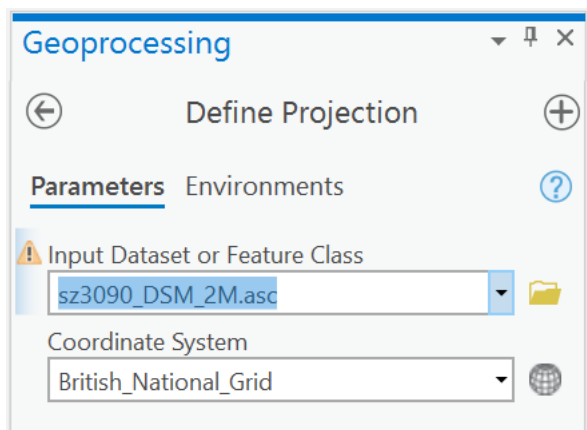 Geoprocessing
Define Projection
Parameters Environments
Input Dataset or Feature Class
sz3090_DSM_2M.asc
Coordinate System
British_National_Grid